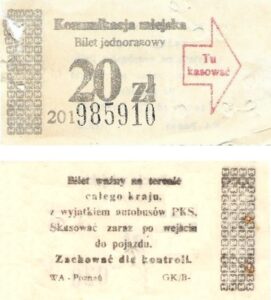 Komunikacja miejska
Bilet jednorazowy
20 zł
Tu
kasować
201985910
Bilet ważny na terenie
całego kraju,
z wyjątkiem autobusów PKS,
Skasować zaraz po wejściu
do pojazdu.
Zachować dla kontroli.
WA - Poznań GK/B-